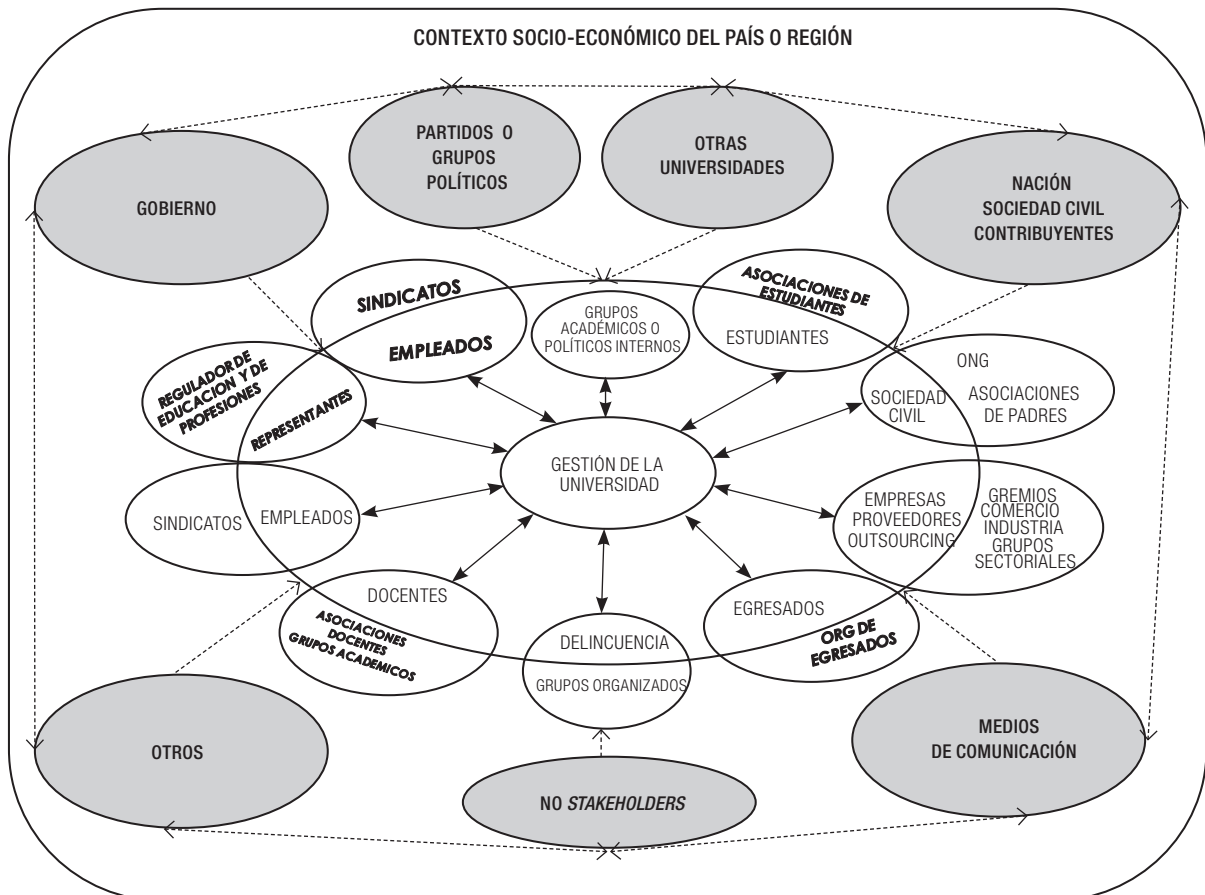 CONTEXTO SOCIO-ECONÓMICO DEL PAÍS O REGIÓN
PARTIDOS O
GRUPOS
POLÍTICOS
OTRAS
UNIVERSIDADES
GOBIERNO
NACIÓN
SOCIEDAD CIVIL
CONTRIBUYENTES
SINDICATOS
EMPLEADOS
GRUPOS
ACADÉMICOS O
POLÍTICOS INTERNOS
ASOCIACIONES DE
ESTUDIANTES
ESTUDIANTES
REGULADOR DE
EDUCACION Y DE
PROFESIONES
REPRESENTANTES
ONG
SOCIEDAD
CIVIL
ASOCIACIONES
DE PADRES
GESTIÓN DE LA
UNIVERSIDAD
SINDICATOS
EMPLEADOS
EMPRESAS
PROVEEDORES
OUTSOURCING
GREMIOS
COMERCIO
INDUSTRIA
GRUPOS
SECTORIALES
DOCENTES
ASOCIACIONES
DOCENTES
GRUPOS ACADEMICOS
DELINCUENCIA
GRUPOS ORGANIZADOS
EGRESADOS
ORG DE
EGRESADOS
OTROS
NO STAKEHOLDERS
MEDIOS
DE COMUNICACIÓN